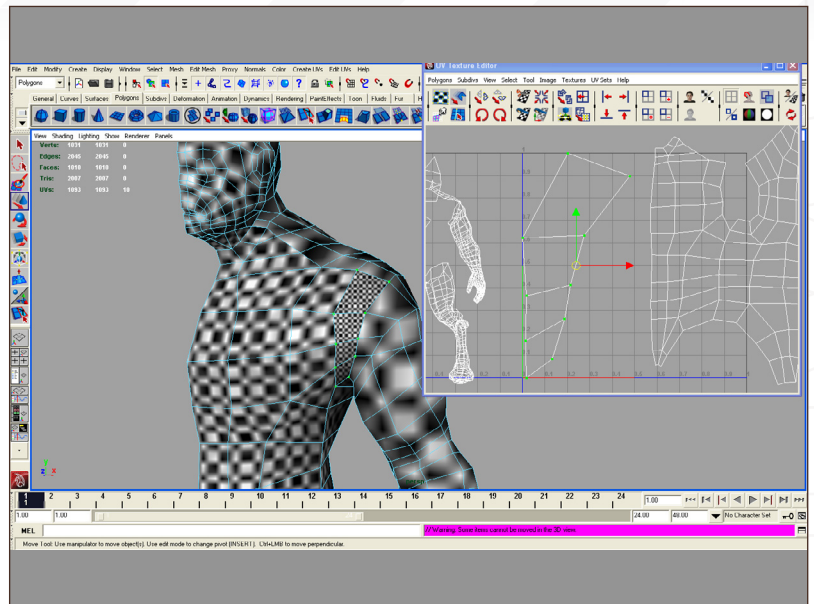 File Edit Modify Create Display Window Select Mesh Edit Mesh Proxy Normals Color Create UVs Edit UVs Help
UV Texture Editor
Polygons
Polygons Subdivs View Select Tool Image Textures UV Sets Help
General Curves Surfaces Polygons Subdivs Deformation Animation Dynamics Rendering PaintEffects Toon Fluids Fur H
View Shading Lighting Show Renderer Panels
Verts: 1031 1031 0
Edges: 2045 2045 0
Faces: 1010 1010 0
Tris: 2007 2007 0
UVs: 1093 1093 10
z x
1 2 3 4 5 6 7 8 9 10 11 12 13 14 15 16 17 18 19 20 21 22 23 24
1
1.00
1.00 1.00 24.00 48.00 No Character Set
MEL // Warning: Some items cannot be moved in the 3D view
Move Tool: Use manipulator to move object(s). Use edit mode to change pivot (INSERT). Ctrl+LMB to move perpendicular.